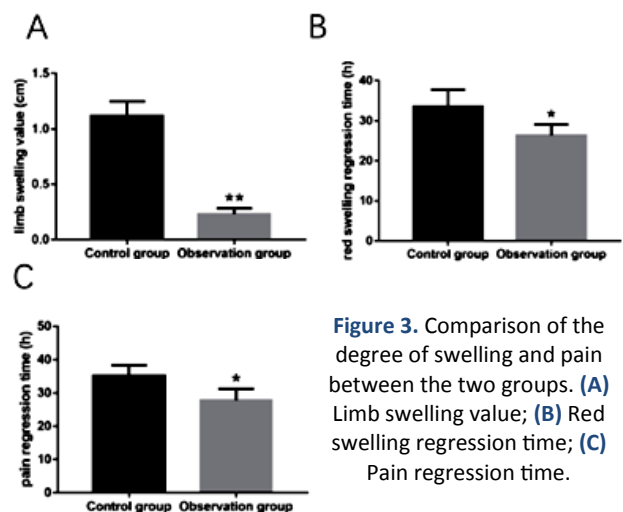 A
limb swelling value (cm)
1.5
1.0
0.5
0.0
**
Control group Observation group
B
red swelling regression time (h)
40
30
20
10
0
*
Control group Observation group
C
pain regression time (h)
50
40
30
20
10
0
*
Control group Observation group
Figure 3. Comparison of the
degree of swelling and pain
between the two groups. (A)
Limb swelling value; (B) Red
swelling regression time; (C)
Pain regression time.